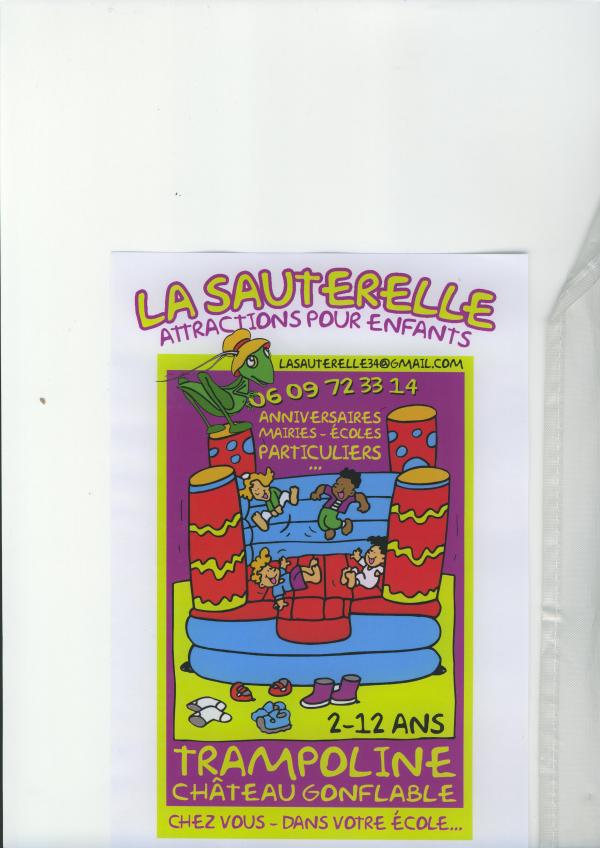 LA SAUTERELLE
ATTRACTIONS POUR ENFANTS
LASAUTERELLE34@GMAIL.COM
06 09 72 33 14
ANNIVERSAIRES
MAIRIES - ÉCOLES
PARTICULIERS
...
2-12 ANS
TRAMPOLINE
CHÂTEAU GONFLABLE
CHEZ VOUS - DANS VOTRE ÉCOLE...